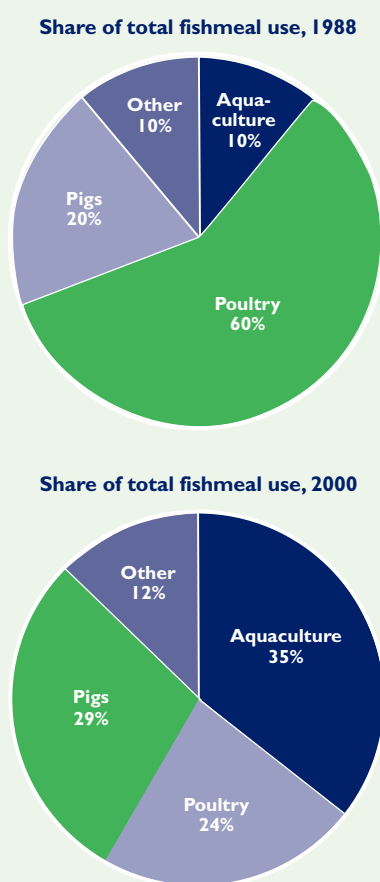 Share of total fishmeal use, 1988
Other
10%
Aqua-
culture
10%
Pigs
20%
Poultry
60%
Share of total fishmeal use, 2000
Other
12%
Aquaculture
35%
Pigs
29%
Poultry
24%